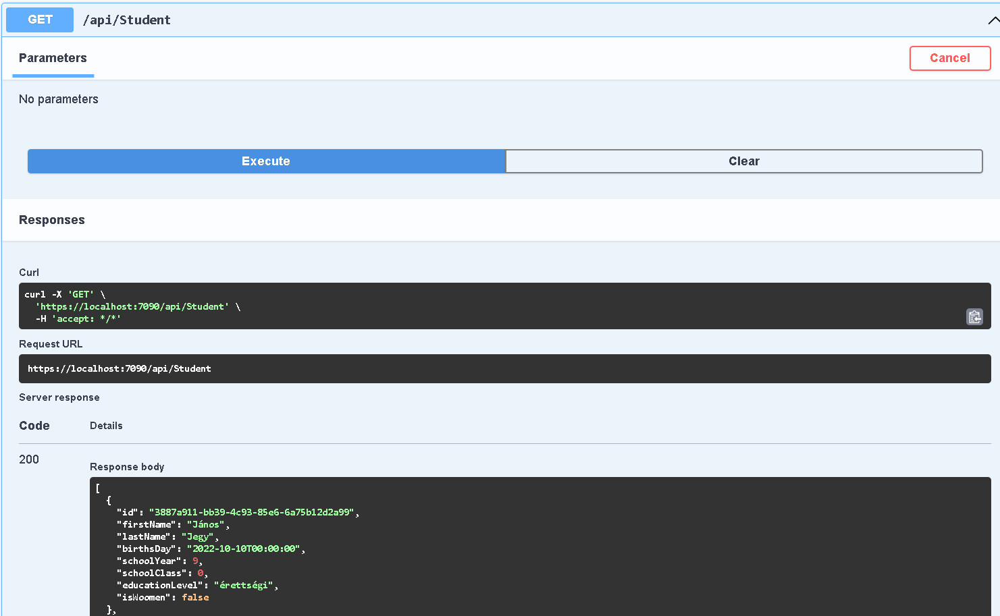 GET /api/Student
Parameters
Cancel
No parameters
Execute
Clear
Responses
Curl
curl -X 'GET' \
  'https://localhost:7090/api/Student' \
  -H 'accept: */*'
Request URL
https://localhost:7090/api/Student
Server response
Code Details
200
Response body
[
  {
    "id": "3887a911-bb39-4c93-85e6-6a75b12d2a99",
    "firstName": "János",
    "lastName": "Jegy",
    "birthsDay": "2022-10-10T00:00:00",
    "schoolYear": 9,
    "schoolClass": 0,
    "educationLevel": "érettségi",
    "isWoomen": false
  },